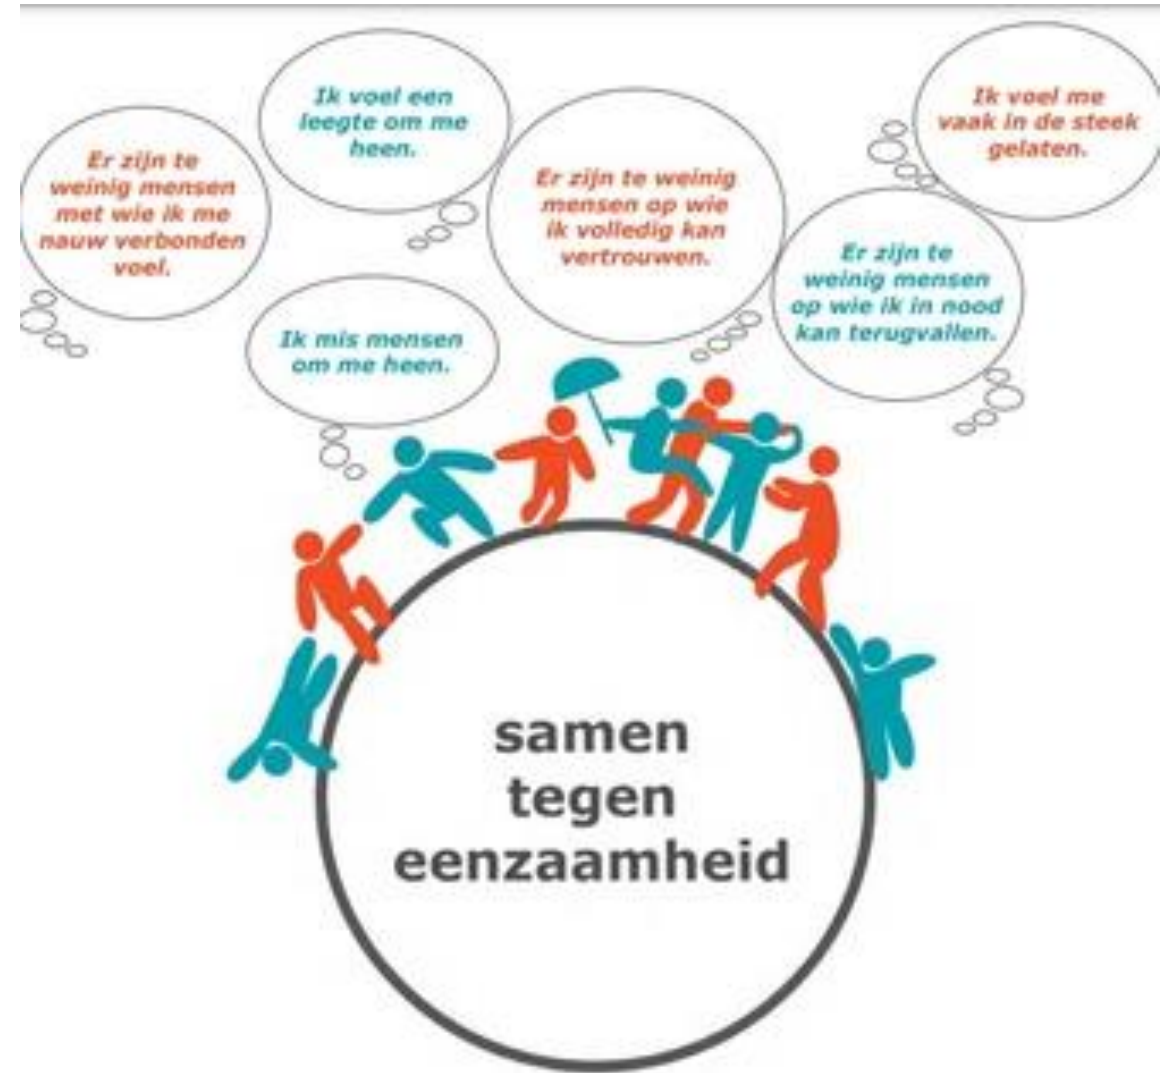 Ik voel een
leegte om me
heen.
Ik voel me
vaak in de steek
gelaten.
Er zijn te
weinig mensen
met wie ik me
nauw verbonden
voel.
Er zijn te weinig
mensen op wie
ik volledig kan
vertrouwen.
Er zijn te
weinig mensen
op wie ik in nood
kan terugvallen.
Ik mis mensen
om me heen.
samen
tegen
eenzaamheid